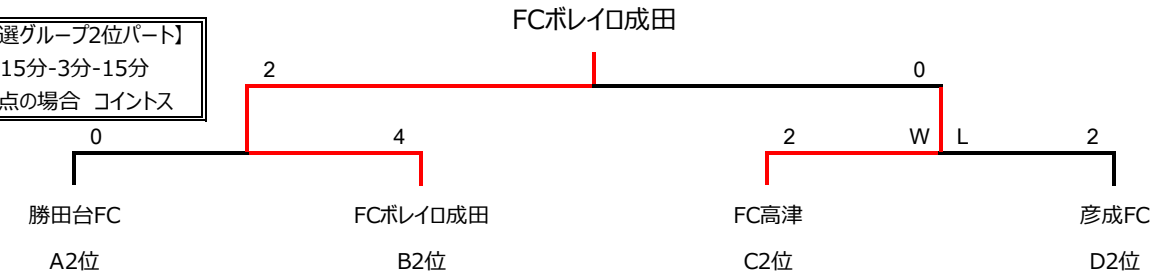 FCボレイロ成田
選グループ2位パート】
15分-3分-15分
点の場合 コイントス
2 0
0 4 2 W L 2
勝田台FC FCボレイロ成田 FC高津 彦成FC
A2位 B2位 C2位 D2位